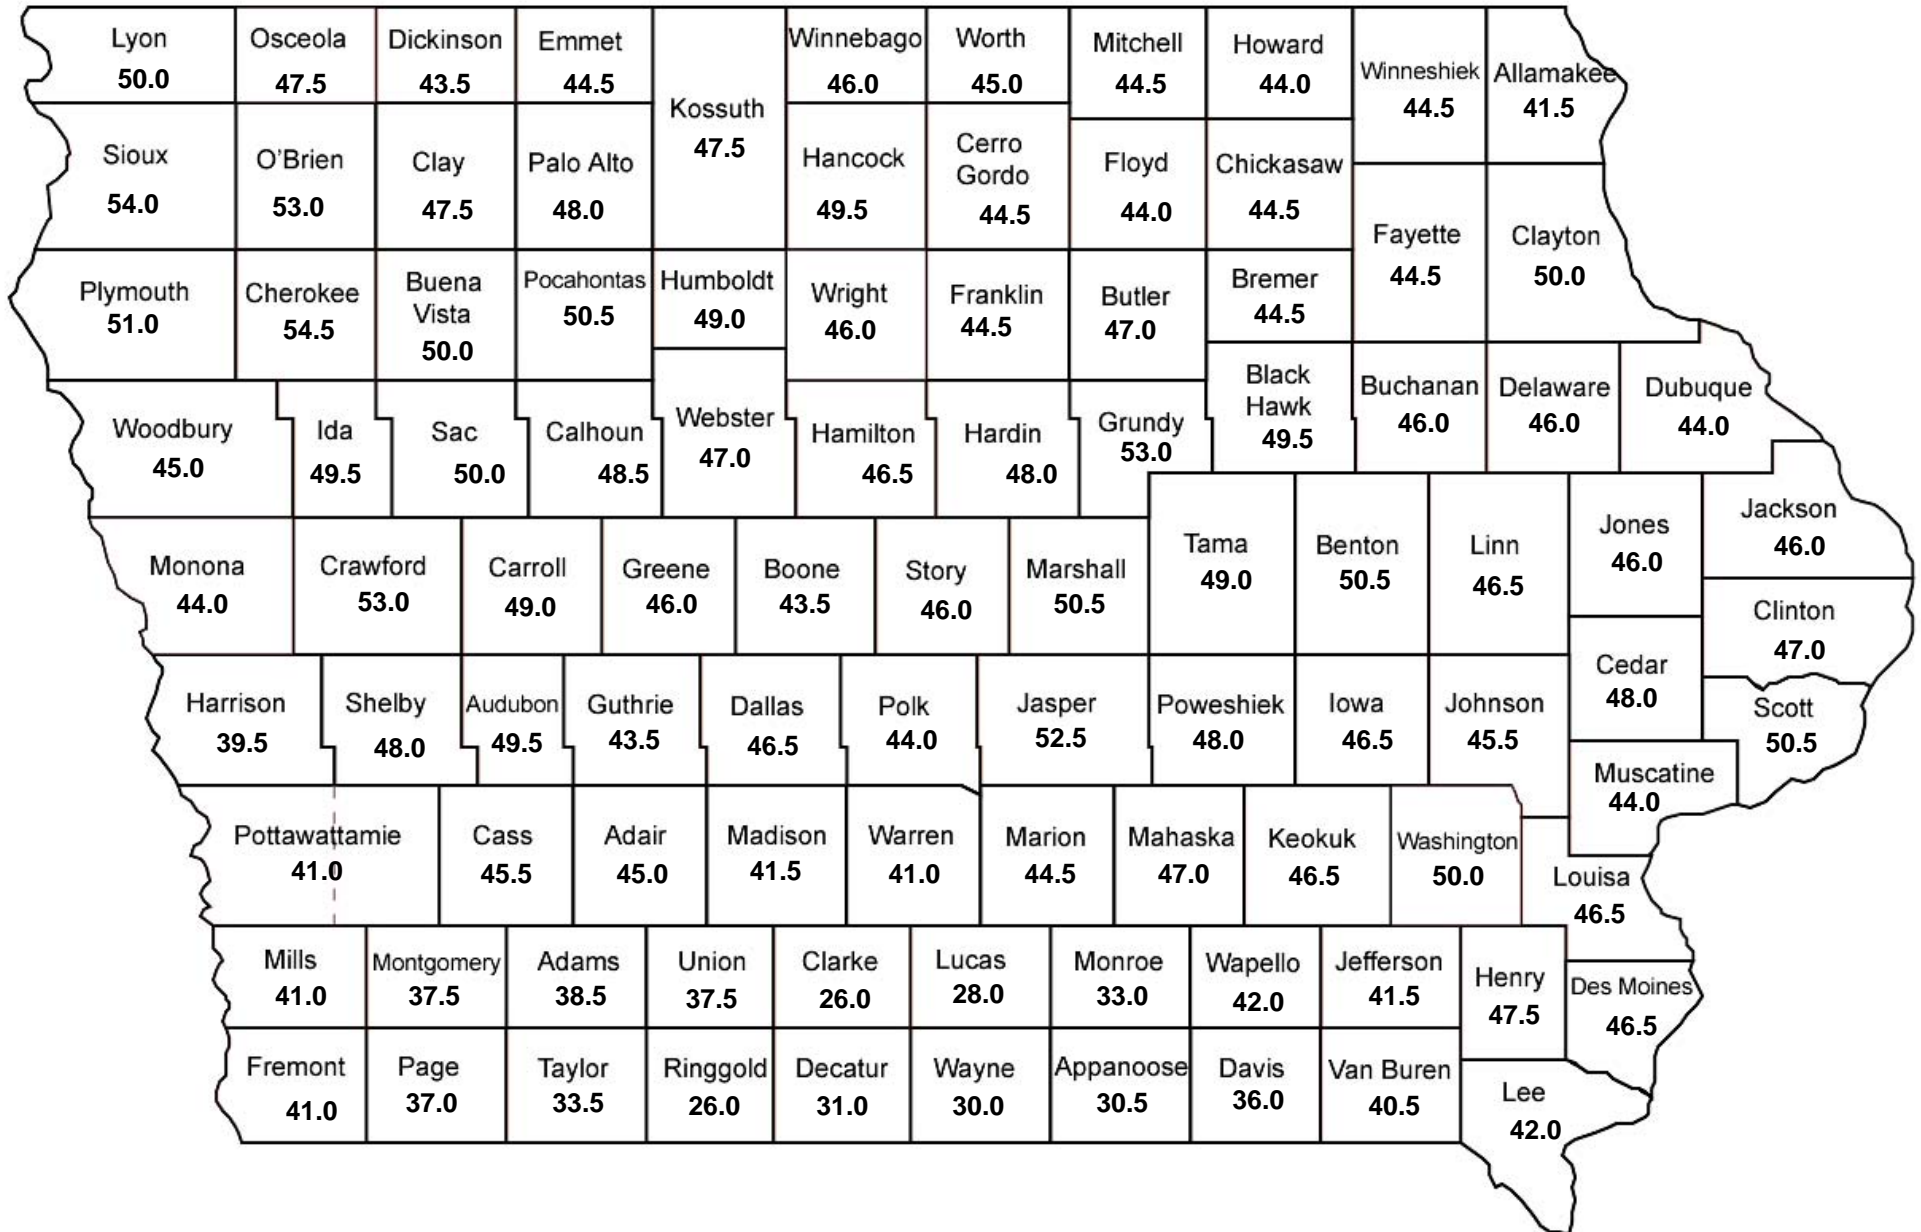 Lyon
50.0
Osceola
47.5
Dickinson
43.5
Emmet
44.5
Kossuth
47.5
Winnebago
46.0
Worth
45.0
Mitchell
44.5
Howard
44.0
Winneshiek
44.5
Allamakee
41.5
Sioux
54.0
O'Brien
53.0
Clay
47.5
Palo Alto
48.0
Hancock
49.5
Cerro
Gordo
44.5
Floyd
44.0
Chickasaw
44.5
Fayette
44.5
Clayton
50.0
Plymouth
51.0
Cherokee
54.5
Buena
Vista
50.0
Pocahontas
50.5
Humboldt
49.0
Wright
46.0
Franklin
44.5
Butler
47.0
Bremer
44.5
Woodbury
45.0
Ida
49.5
Sac
50.0
Calhoun
48.5
Webster
47.0
Hamilton
46.5
Hardin
48.0
Grundy
53.0
Black
Hawk
49.5
Buchanan
46.0
Delaware
46.0
Dubuque
44.0
Monona
44.0
Crawford
53.0
Carroll
49.0
Greene
46.0
Boone
43.5
Story
46.0
Marshall
50.5
Tama
49.0
Benton
50.5
Linn
46.5
Jones
46.0
Jackson
46.0
Clinton
47.0
Harrison
39.5
Shelby
48.0
Audubon
49.5
Guthrie
43.5
Dallas
46.5
Polk
44.0
Jasper
52.5
Poweshiek
48.0
Iowa
46.5
Johnson
45.5
Cedar
48.0
Scott
50.5
Muscatine
44.0
Pottawattamie
41.0
Cass
45.5
Adair
45.0
Madison
41.5
Warren
41.0
Marion
44.5
Mahaska
47.0
Keokuk
46.5
Washington
50.0
Louisa
46.5
Mills
41.0
Montgomery
37.5
Adams
38.5
Union
37.5
Clarke
26.0
Lucas
28.0
Monroe
33.0
Wapello
42.0
Jefferson
41.5
Henry
47.5
Des Moines
46.5
Fremont
41.0
Page
37.0
Taylor
33.5
Ringgold
26.0
Decatur
31.0
Wayne
30.0
Appanoose
30.5
Davis
36.0
Van Buren
40.5
Lee
42.0